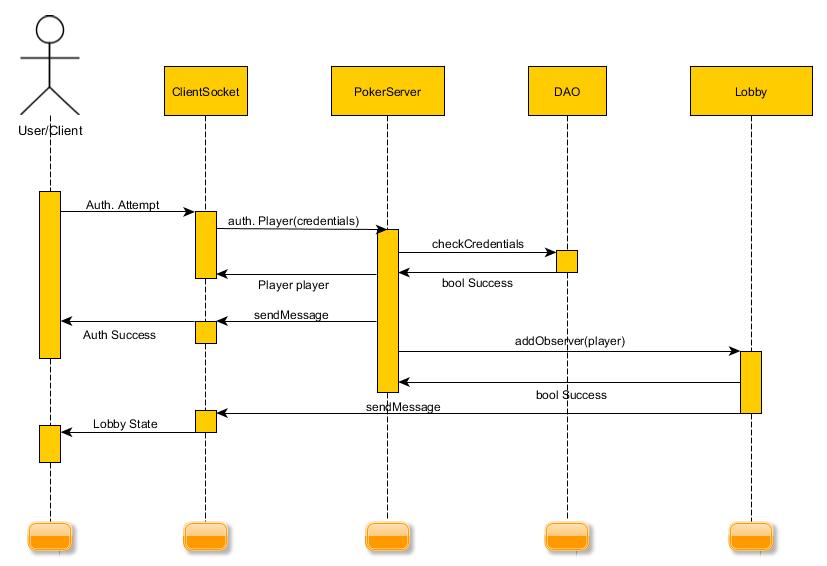 ClientSocket
PokerServer
DAO
Lobby
User/Client
Auth. Attempt
auth. Player(credentials)
checkCredentials
Player player
bool Success
sendMessage
Auth Success
addObserver(player)
bool Success
sendMessage
Lobby State